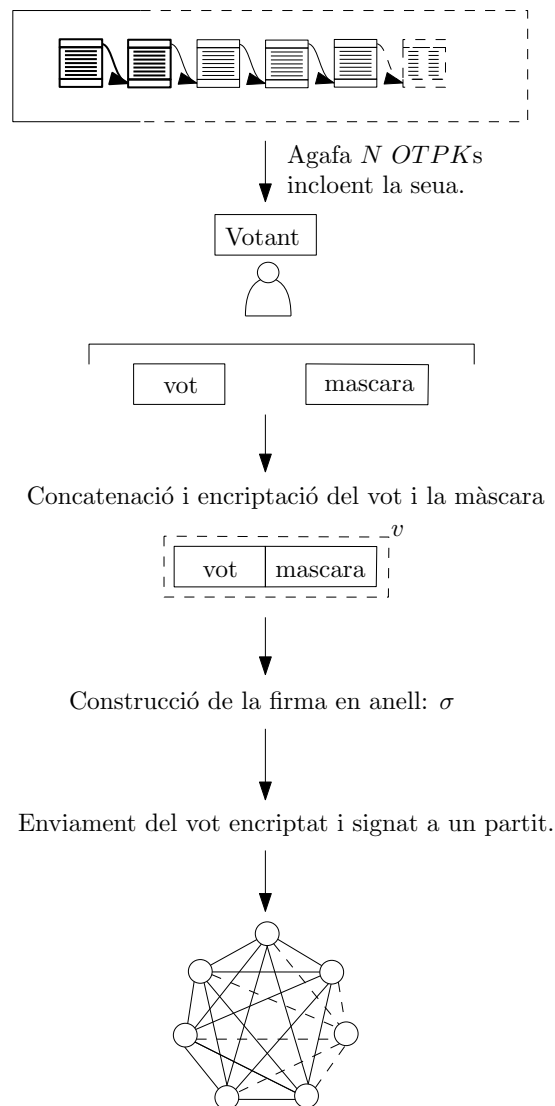 Agafa N OTPKs
incloent la seua.
Votant
vot
mascara
Concatenació i encriptació del vot i la màscara
v
vot
mascara
Construcció de la firma en anell: σ
Enviament del vot encriptat i signat a un partit.